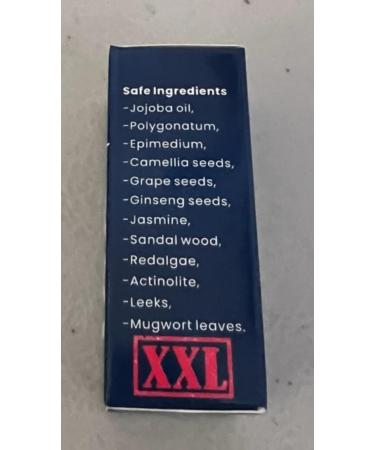 Safe Ingredients
-Jojoba oil,
-Polygonatum,
-Epimedium,
-Camellia seeds,
-Grape seeds,
-Ginseng seeds,
-Jasmine,
-Sandal wood,
-Redalgae,
-Actinolite,
-Leeks,
-Mugwort leaves.
XXL